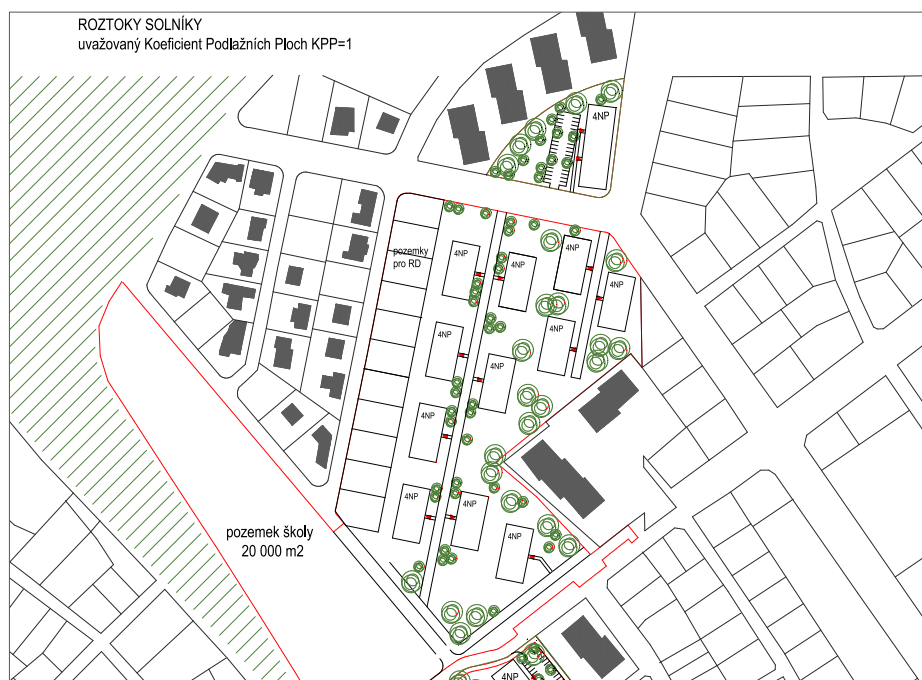 ROZTOKY SOLNÍKY
uvažovaný Koeficient Podlažních Ploch KPP=1
4NP
pozemky
pro RD
4NP
4NP
4NP
4NP
4NP
4NP
4NP
4NP
4NP
4NP
pozemek školy
20 000 m2
4NP
4NP